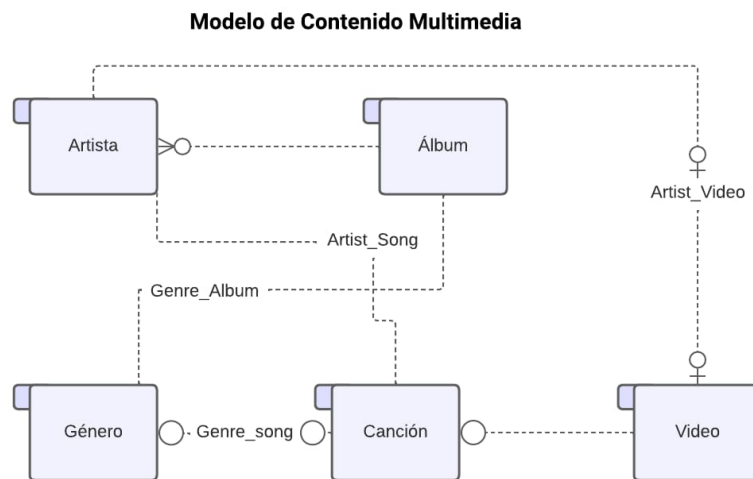 Modelo de Contenido Multimedia
Artista
Álbum
Artist_Video
Artist_Song
Genre_Album
Género
Genre_song
Canción
Video